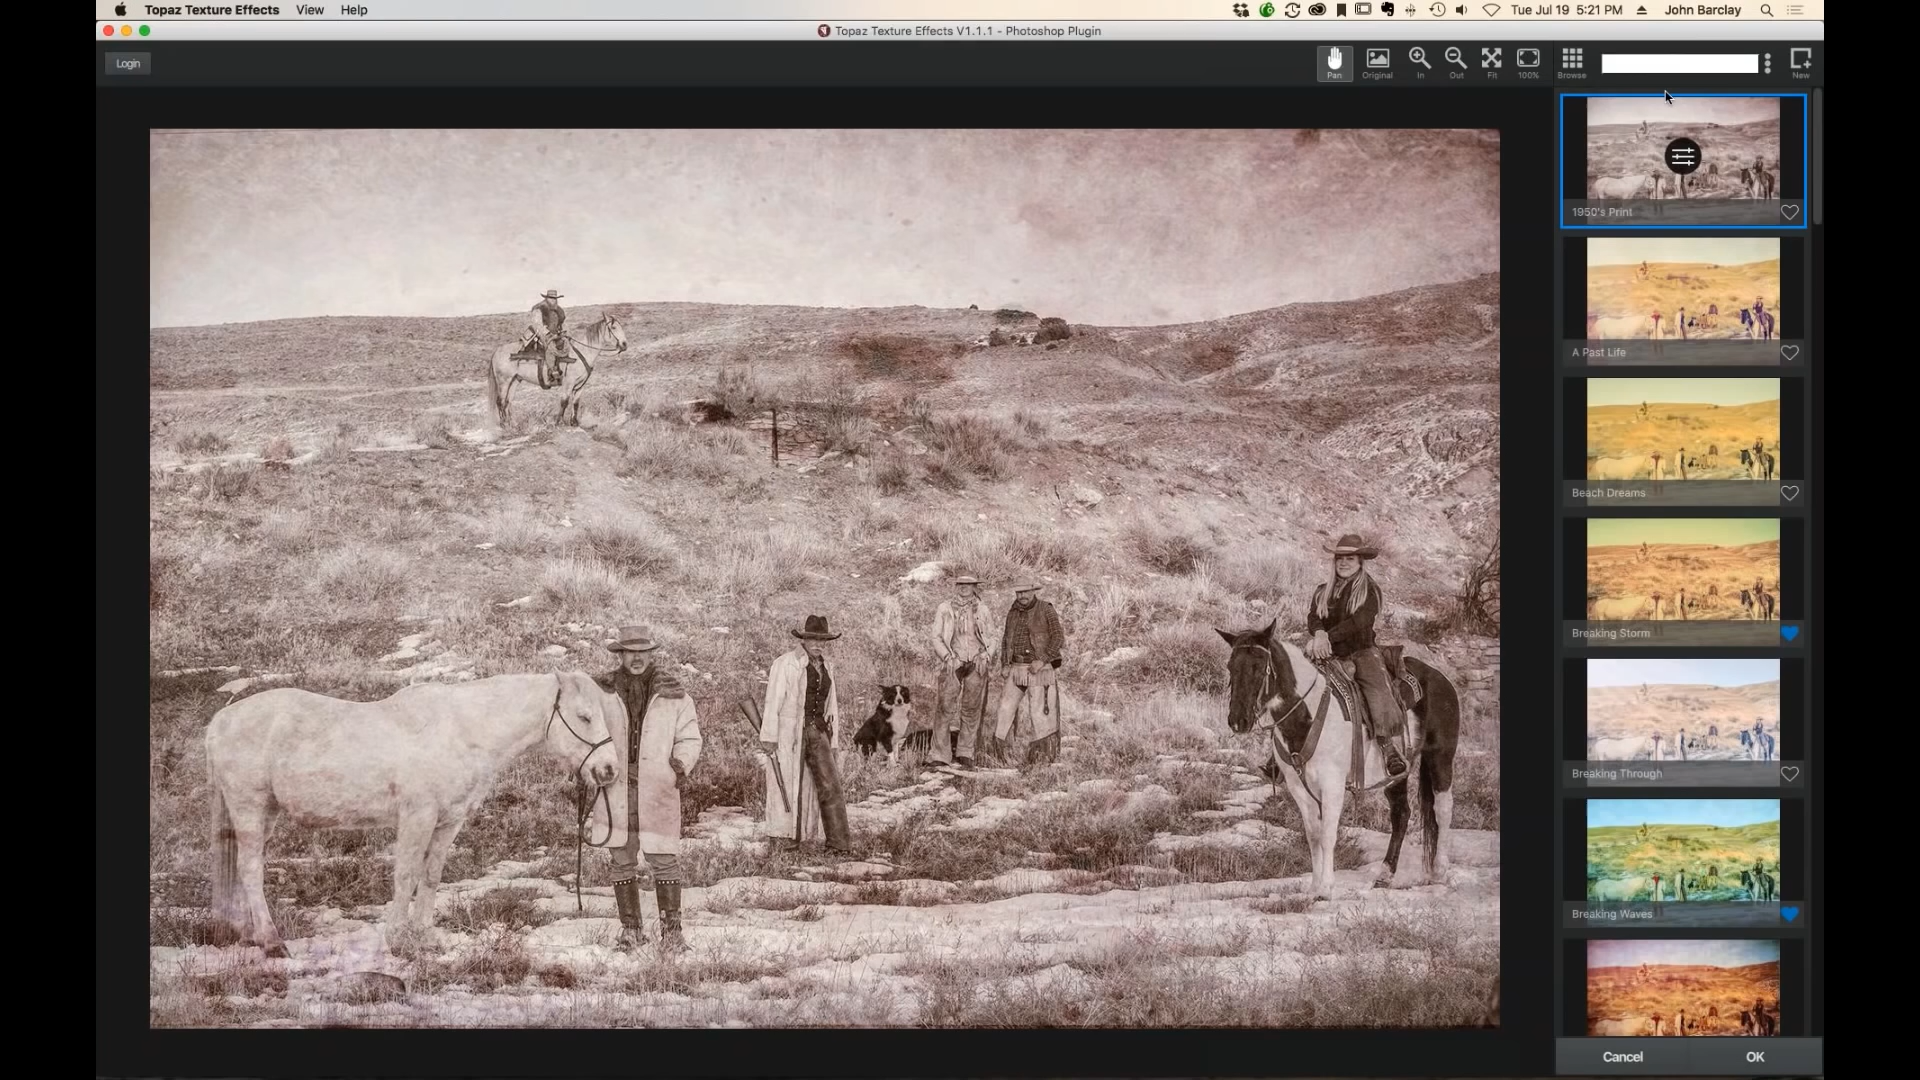 Topaz Texture Effects View Help Tue Jul 19 5:21 PM John Barclay
Topaz Texture Effects V1.1.1 - Photoshop Plugin
Login
Pan Original In Out Fit 100% Browse New
1950's Print
A Past Life
Beach Dreams
Breaking Storm
Breaking Through
Breaking Waves
Cancel OK